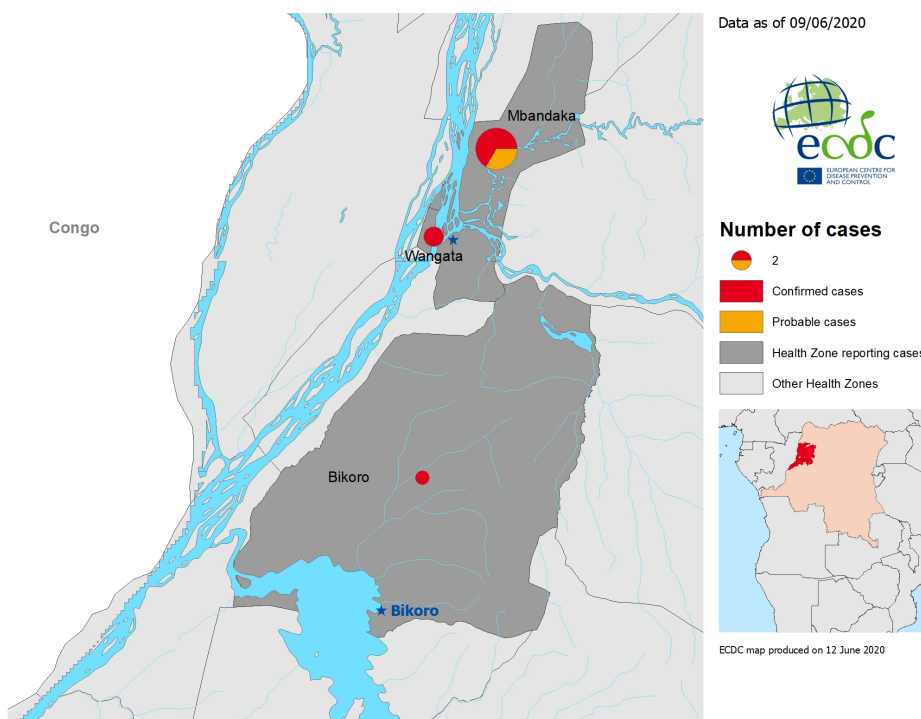 Data as of 09/06/2020
ecdc
EUROPEAN CENTRE FOR
DISEASE PREVENTION
AND CONTROL
Mbandaka
Congo
Wangata
Bikoro
Bikoro
Number of cases
2
Confirmed cases
Probable cases
Health Zone reporting cases
Other Health Zones
ECDC map produced on 12 June 2020